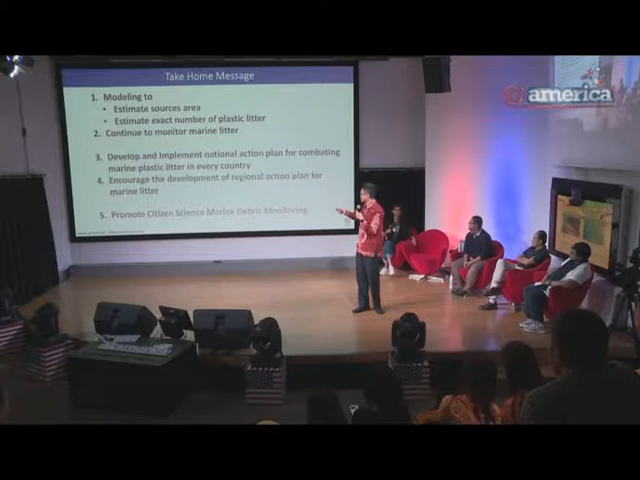 @america
Take Home Message
1. Modeling to
• Estimate sources area
• Estimate exact number of plastic litter
2. Continue to monitor marine litter
3. Develop and Implement national action plan for combating
marine plastic litter in every country
4. Encourage the development of regional action plan for
marine litter
5. Promote Citizen Science Marine Debris Monitoring